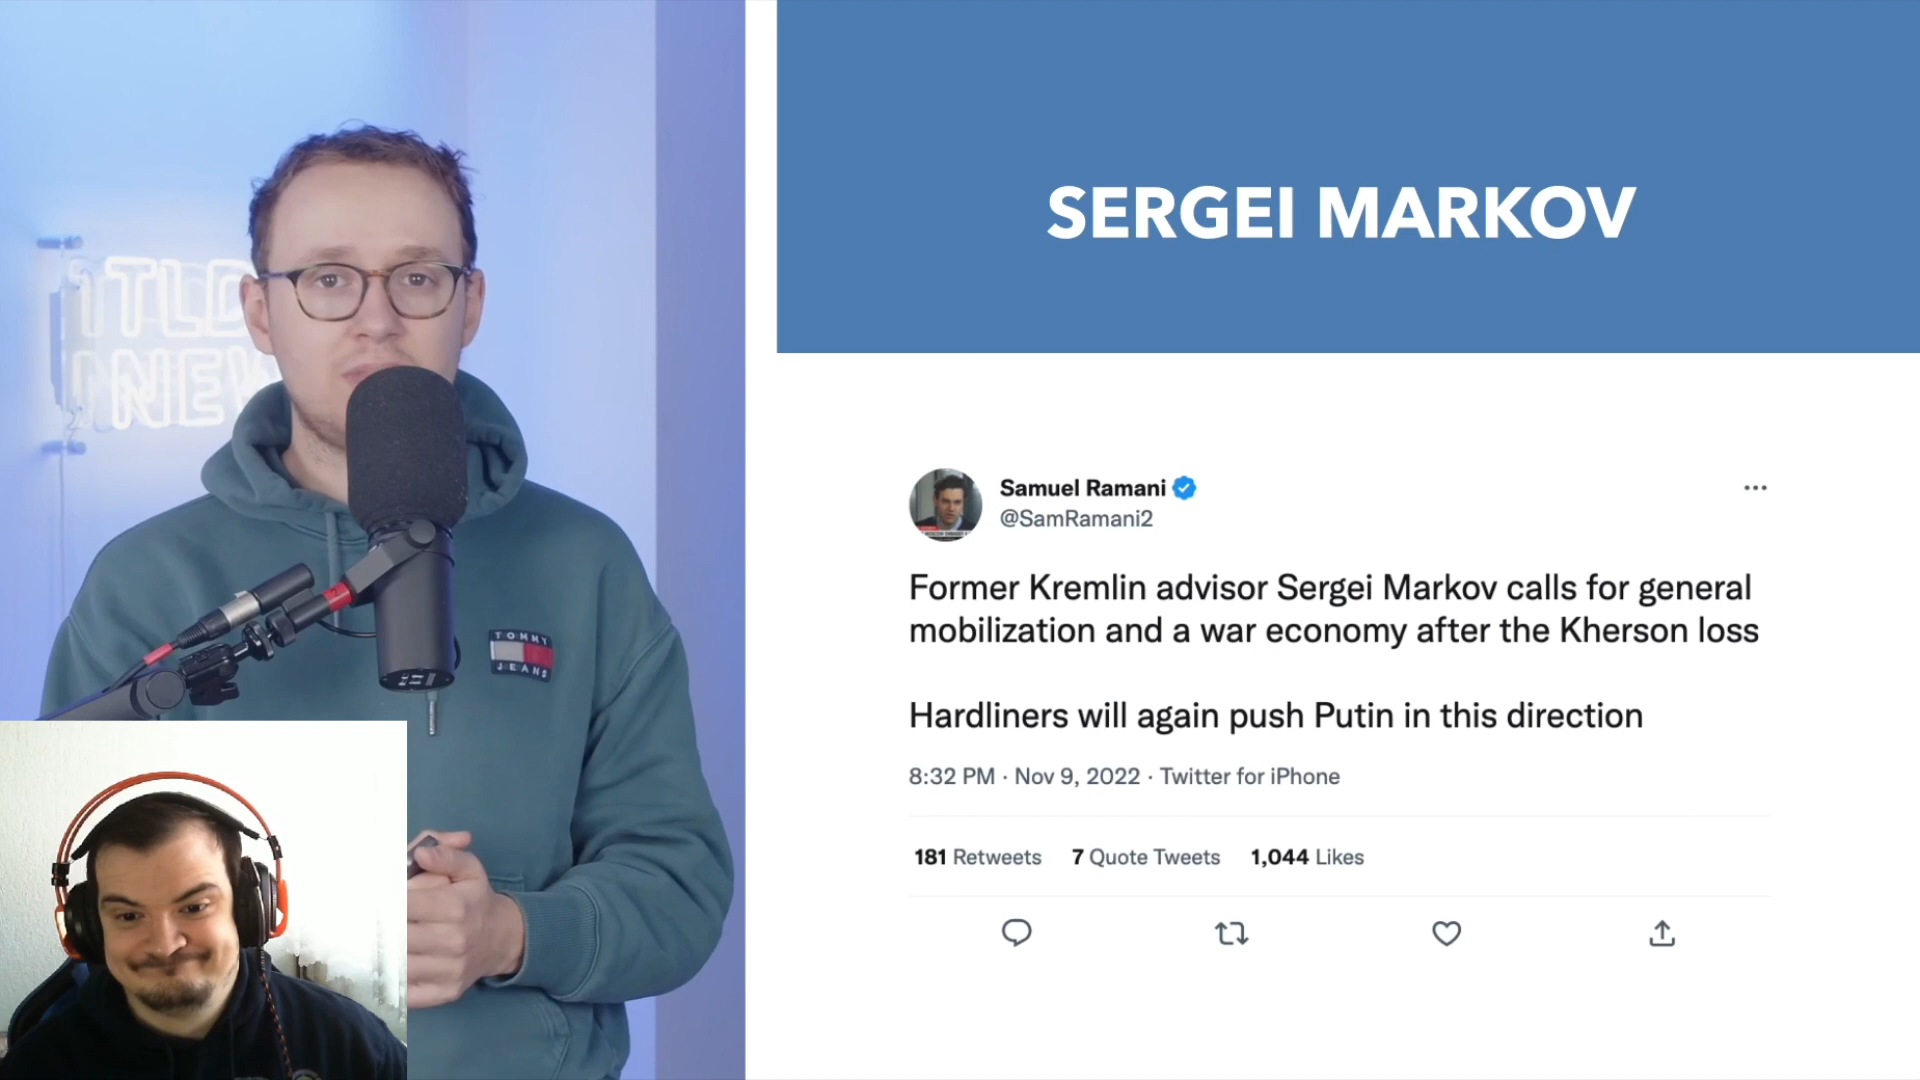 TLD
NEW
TOMMY
JEANS
SERGEI MARKOV
Samuel Ramani
@SamRamani2
Former Kremlin advisor Sergei Markov calls for general
mobilization and a war economy after the Kherson loss
Hardliners will again push Putin in this direction
8:32 PM · Nov 9, 2022 · Twitter for iPhone
181 Retweets 7 Quote Tweets 1,044 Likes